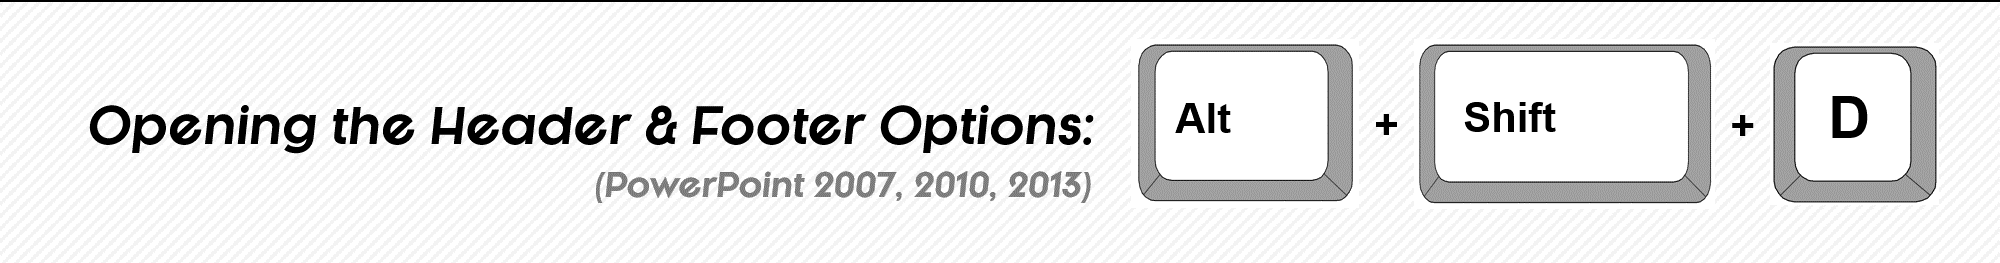 Opening the Header & Footer Options: Alt + Shift + D
(PowerPoint 2007, 2010, 2013)